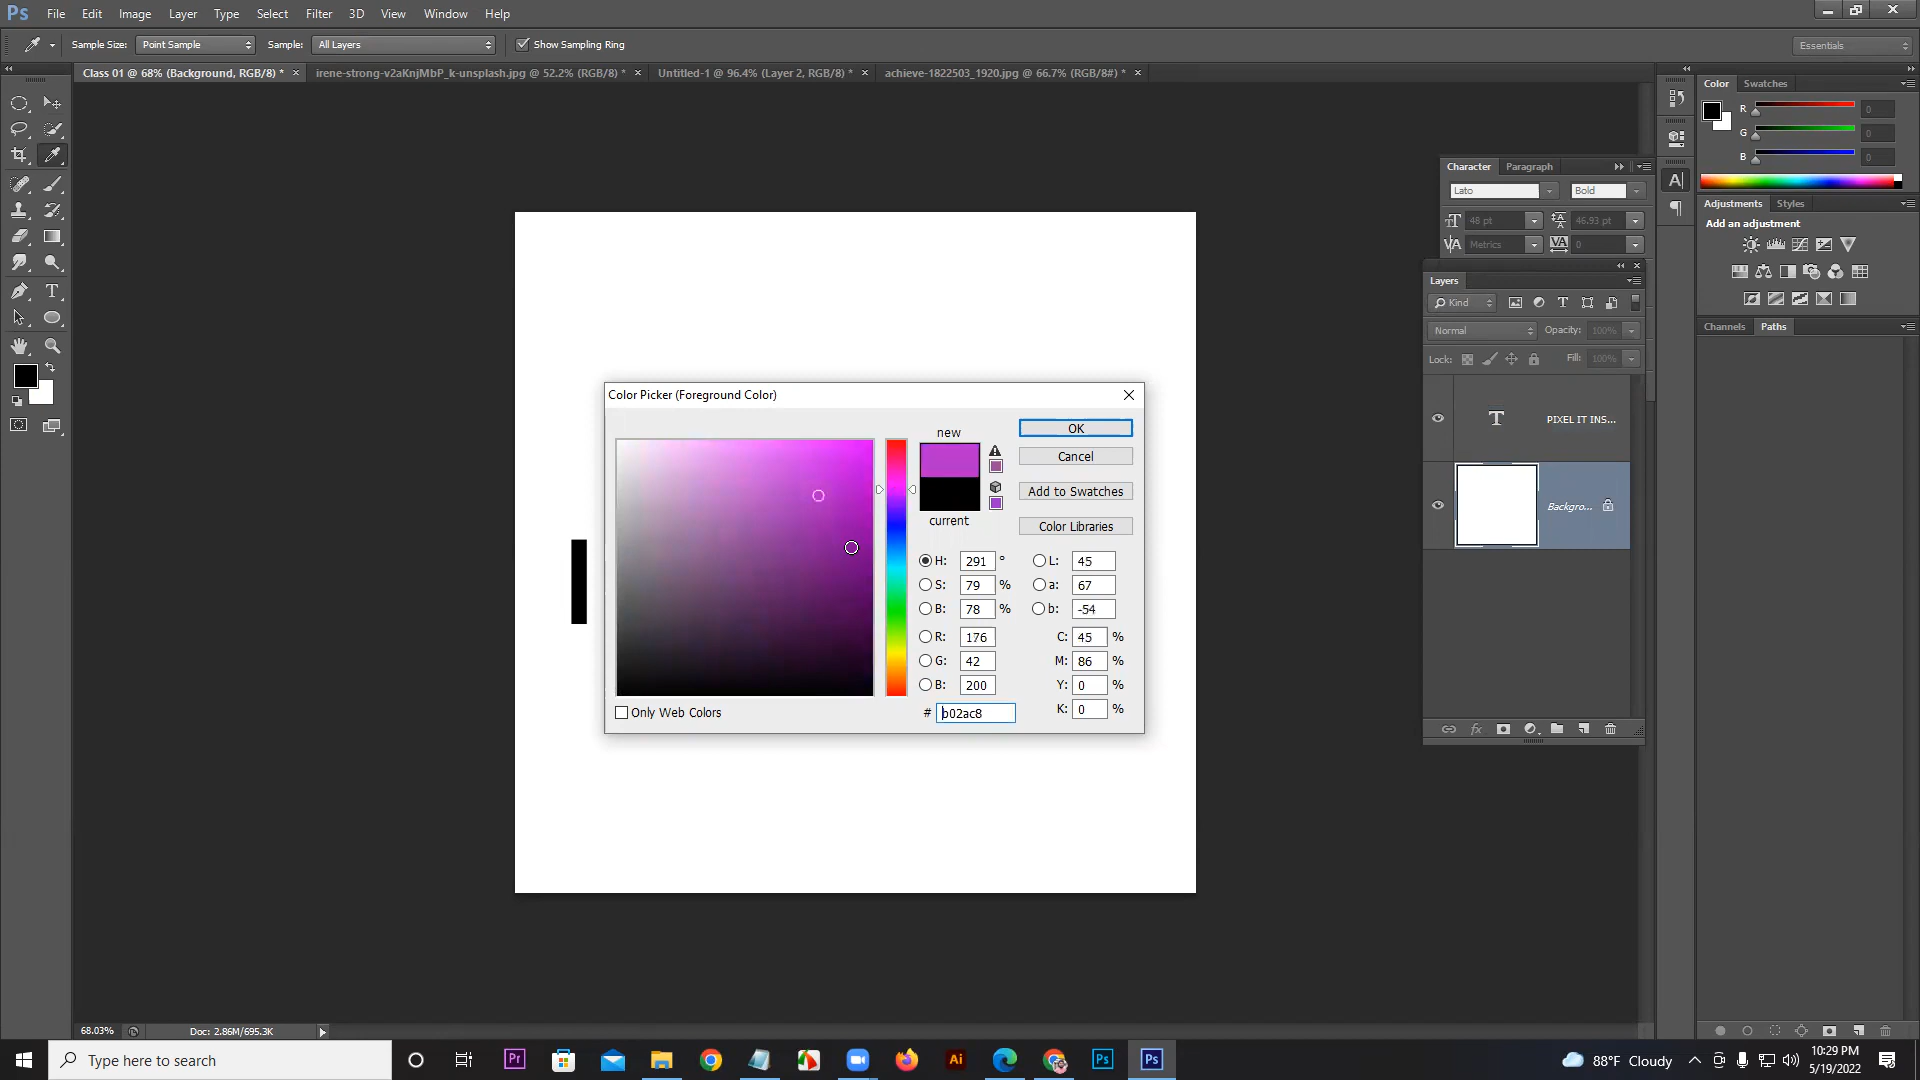 Ps File Edit Image Layer Type Select Filter 3D View Window Help
Sample Size: Point Sample Sample: All Layers Show Sampling Ring Essentials
Class 01 @ 68% (Background, RGB/8) * × irene-strong-v2aKnjMbP_k-unsplash.jpg @ 52.2% (RGB/8) * × Untitled-1 @ 96.4% (Layer 2, RGB/8) * × achieve-1822503_1920.jpg @ 66.7% (RGB/8#) * ×
Color Swatches
R 0
G 0
B 0
Character Paragraph
Lato Bold
48 pt 46.93 pt
Metrics 0
Adjustments Styles
Add an adjustment
Layers
Kind
Normal Opacity: 100%
Lock: Fill: 100%
T PIXEL IT INS...
Backgro...
fx
Channels Paths
Color Picker (Foreground Color)
new
current
OK
Cancel
Add to Swatches
Color Libraries
H: 291 ° L: 45
S: 79 % a: 67
B: 78 % b: -54
R: 176 C: 45 %
G: 42 M: 86 %
B: 200 Y: 0 %
# b02ac8 K: 0 %
Only Web Colors
68.03% Doc: 2.86M/695.3K
Type here to search
Pr Ai Ps Ps
88°F Cloudy
10:29 PM
5/19/2022